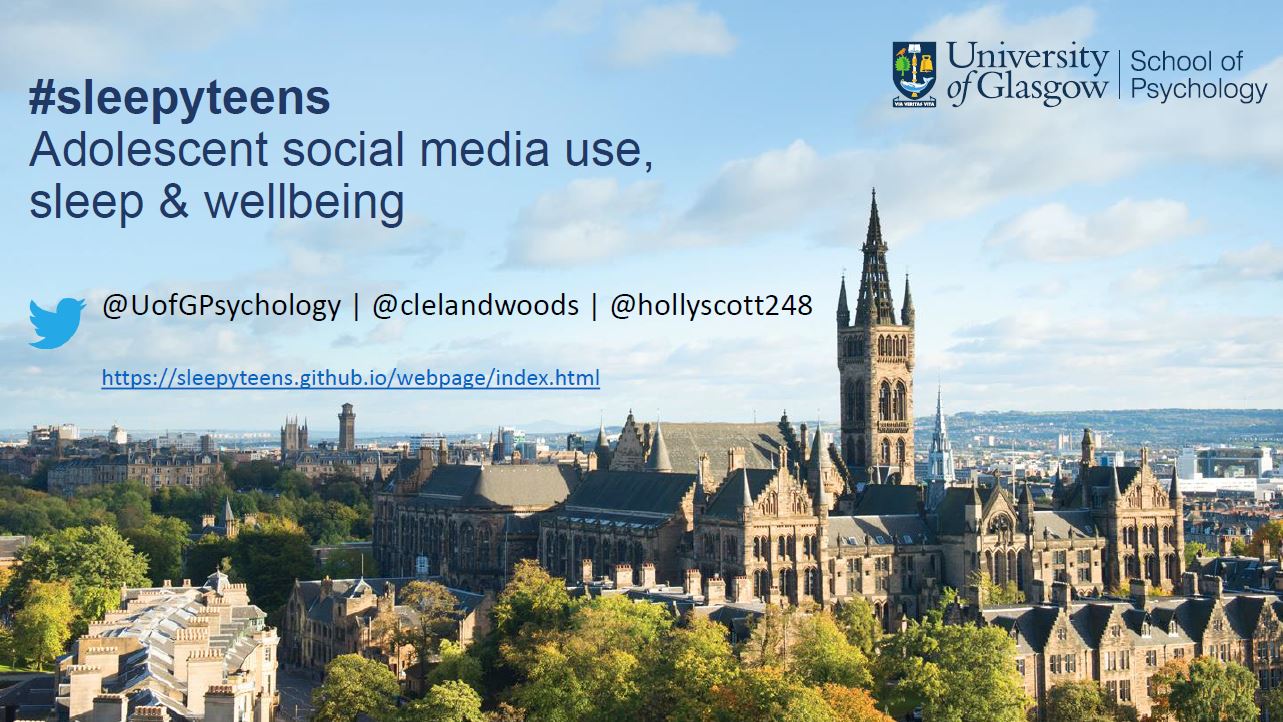 #sleepyteens
Adolescent social media use,
sleep & wellbeing
University
of Glasgow
School of
Psychology
VIA VERITAS VITA
@UofGPsychology | @clelandwoods | @hollyscott248
https://sleepyteens.github.io/webpage/index.html